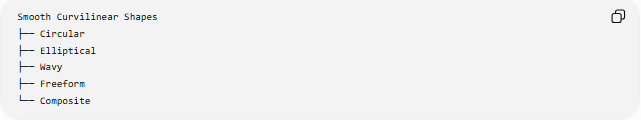 Smooth Curvilinear Shapes
├── Circular
├── Elliptical
├── Wavy
├── Freeform
└── Composite